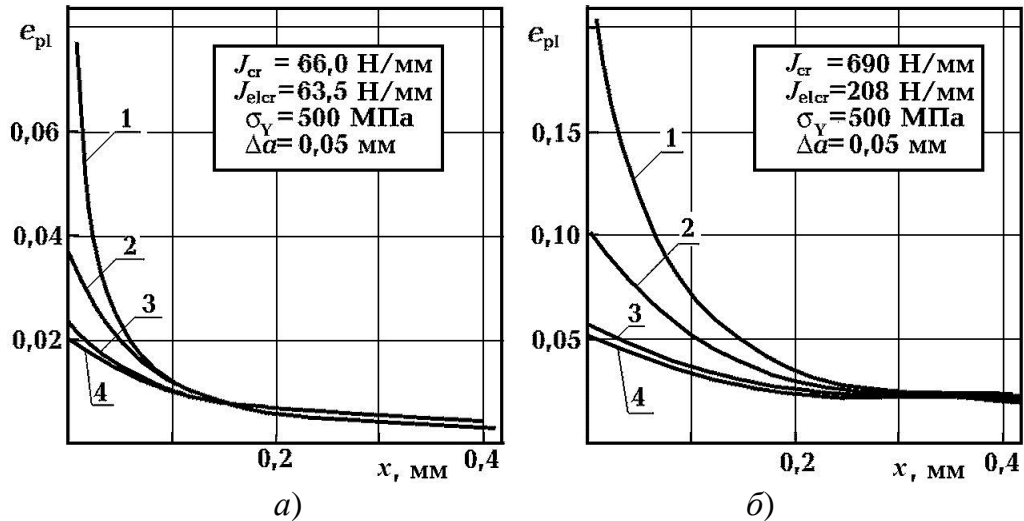 e_pl
J_cr = 66,0 Н/мм
J_elcr=63,5 Н/мм
σ_Y=500 МПа
Δa=0,05 мм
1
0,06
0,04
2
3
0,02
4
0,2
x, мм
0,4
а)
e_pl
J_cr =690 Н/мм
J_elcr=208 Н/мм
σ_Y=500 МПа
Δa=0,05 мм
0,15
1
0,10
2
3
0,05
4
0,2
x, мм
0,4
б)